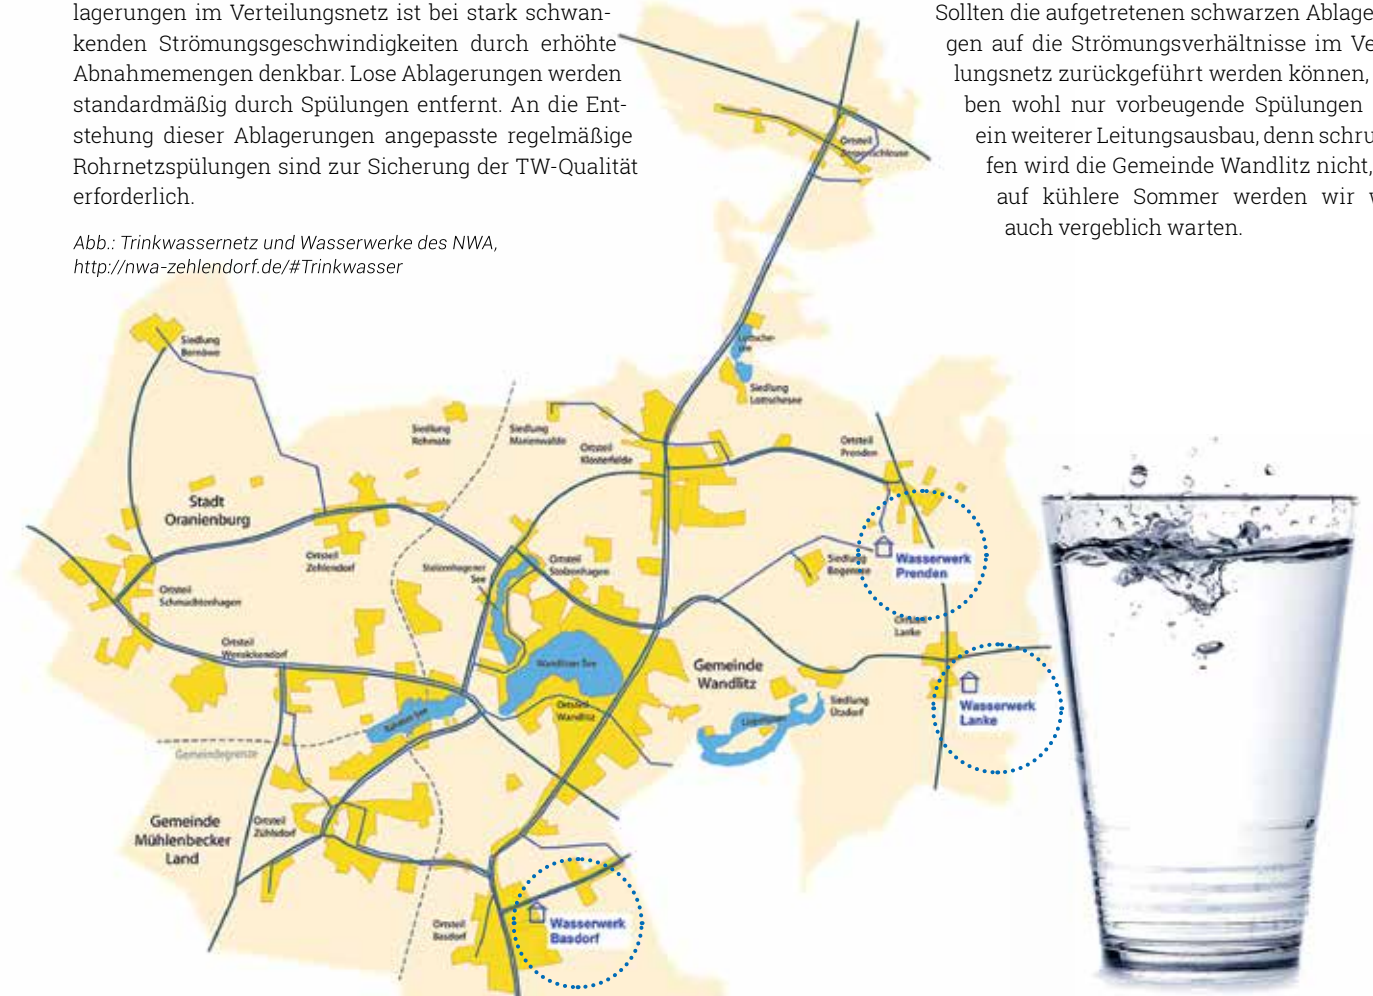 lagerungen im Verteilungsnetz ist bei stark schwan-
kenden Strömungsgeschwindigkeiten durch erhöhte
Abnahmemengen denkbar. Lose Ablagerungen werden
standardmäßig durch Spülungen entfernt. An die Ent-
stehung dieser Ablagerungen angepasste regelmäßige
Rohrnetzspülungen sind zur Sicherung der TW-Qualität
erforderlich.
Abb.: Trinkwassernetz und Wasserwerke des NWA,
http://nwa-zehlendorf.de/#Trinkwasser
Sollten die aufgetretenen schwarzen Ablage
gen auf die Strömungsverhältnisse im Ve
lungsnetz zurückgeführt werden können,
ben wohl nur vorbeugende Spülungen
ein weiterer Leitungsausbau, denn schru
fen wird die Gemeinde Wandlitz nicht,
auf kühlere Sommer werden wir w
auch vergeblich warten.
Ortsteil
Siedlung
Bernöwe
Siedlung
Lottschesee
Siedlung
Rehmate
Siedlung
Marienwalde
Ortsteil
Klosterfelde
Ortsteil
Prenden
Stadt
Oranienburg
Ortsteil
Zehlendorf
Stolzenhagener
See
Ortsteil
Stolzenhagen
Siedlung
Bogensee
Wasserwerk
Prenden
Ortsteil
Schmachtenhagen
Ortsteil
Wensickendorf
Wandlitzer See
Ortsteil
Lanke
Gemeinde
Wandlitz
Ortsteil
Wandlitz
Siedlung
Ützdorf
Wasserwerk
Lanke
Gemeindegrenze
Gemeinde
Mühlenbecker
Land
Ortsteil
Zühlsdorf
Ortsteil
Basdorf
Wasserwerk
Basdorf